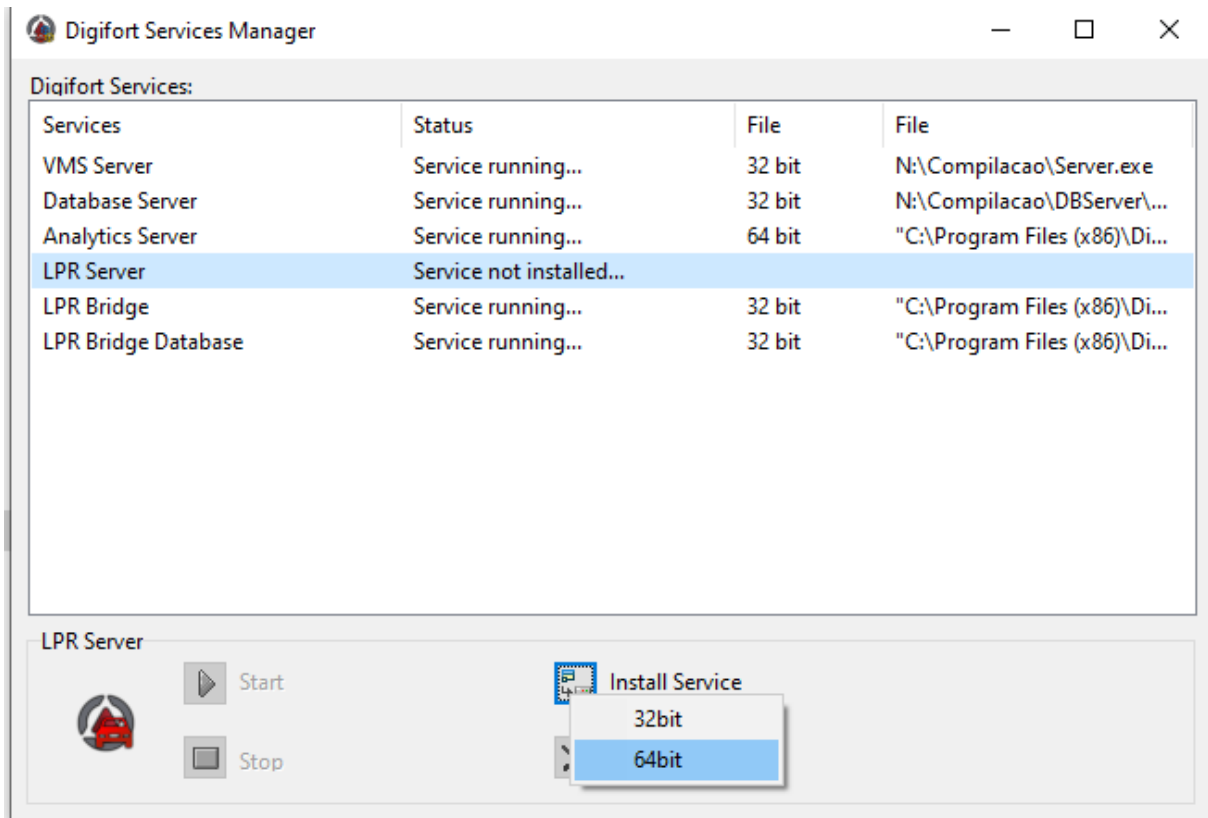 Digifort Services Manager
Digifort Services:
Services Status File File
VMS Server Service running... 32 bit N:\Compilacao\Server.exe
Database Server Service running... 32 bit N:\Compilacao\DBServer\...
Analytics Server Service running... 64 bit "C:\Program Files (x86)\Di...
LPR Server Service not installed...
LPR Bridge Service running... 32 bit "C:\Program Files (x86)\Di...
LPR Bridge Database Service running... 32 bit "C:\Program Files (x86)\Di...
LPR Server
Start Install Service
32bit
Stop 64bit